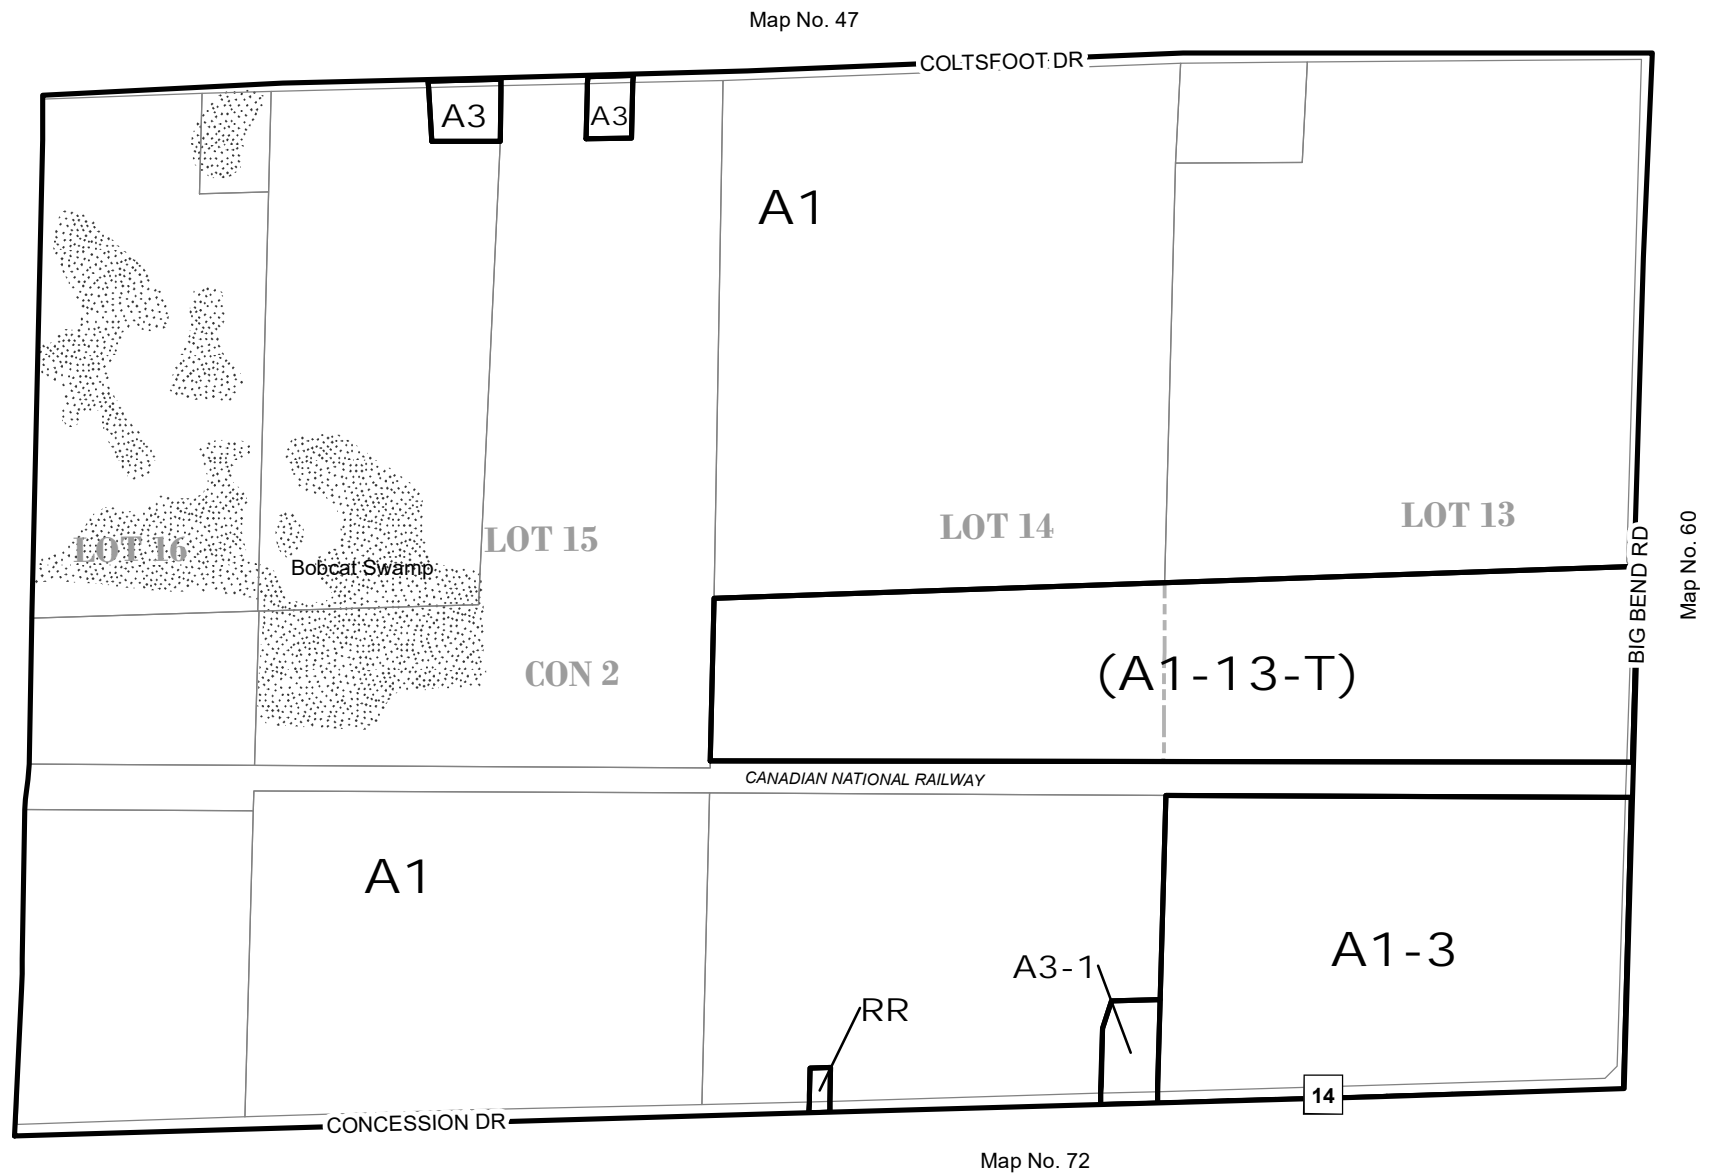 Map No. 47
COLTSFOOT DR
A3
A3
A1
LOT 13
LOT 14
LOT 15
LOT 16
Bobcat Swamp
BIG BEND RD
Map No. 60
CON 2
(A1-13-T)
CANADIAN NATIONAL RAILWAY
A1
A1-3
A3-1
RR
14
CONCESSION DR
Map No. 72